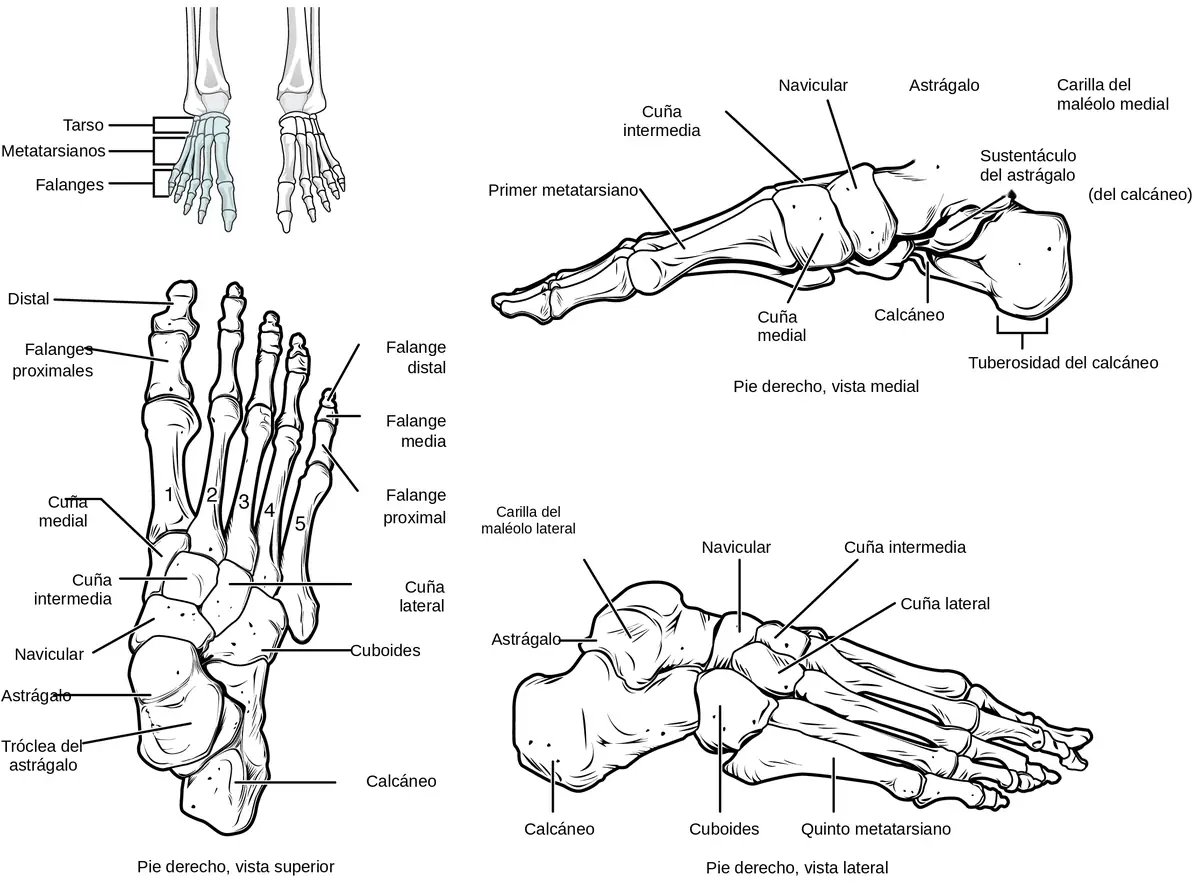 Tarso
Metatarsianos
Falanges
Distal
Falanges
proximales
Falange
distal
Falange
media
Falange
proximal
1
2
3
4
5
Cuña
medial
Cuña
intermedia
Cuña
lateral
Navicular
Cuboides
Astrágalo
Tróclea del
astrágalo
Calcáneo
Pie derecho, vista superior
Navicular
Astrágalo
Carilla del
maléolo medial
Cuña
intermedia
Sustentáculo
del astrágalo
(del calcáneo)
Primer metatarsiano
Cuña
medial
Calcáneo
Tuberosidad del calcáneo
Pie derecho, vista medial
Carilla del
maléolo lateral
Navicular
Cuña intermedia
Cuña lateral
Astrágalo
Calcáneo
Cuboides
Quinto metatarsiano
Pie derecho, vista lateral